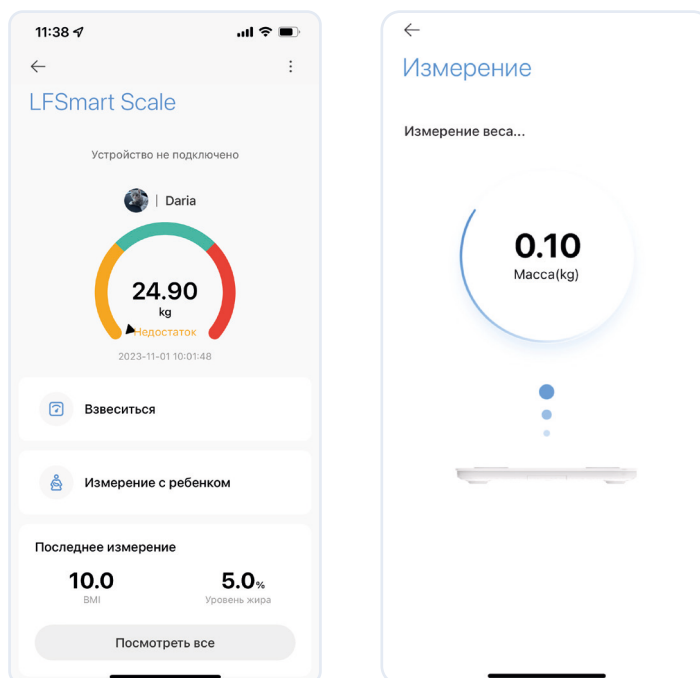 11:38
LFSmart Scale
Устройство не подключено
| Daria
24.90
kg
Недостаток
2023-11-01 10:01:48
Взвеситься
Измерение с ребенком
Последнее измерение
10.0
BMI
5.0%
Уровень жира
Посмотреть все
Измерение
Измерение веса...
0.10
Масса(kg)